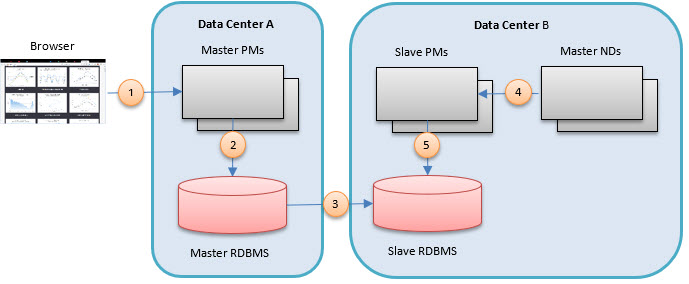 Data Center A
Data Center B
Browser
Master PMs
Slave PMs
Master NDs
1
4
2
5
3
Master RDBMS
Slave RDBMS